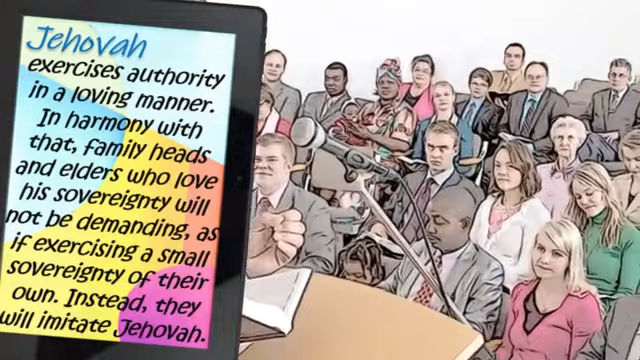 Jehovah
exercises authority
in a loving manner.
In harmony with
that, family heads
and elders who love
his sovereignty will
not be demanding, as
if exercising a small
sovereignty of their
own. Instead, they
will imitate Jehovah.